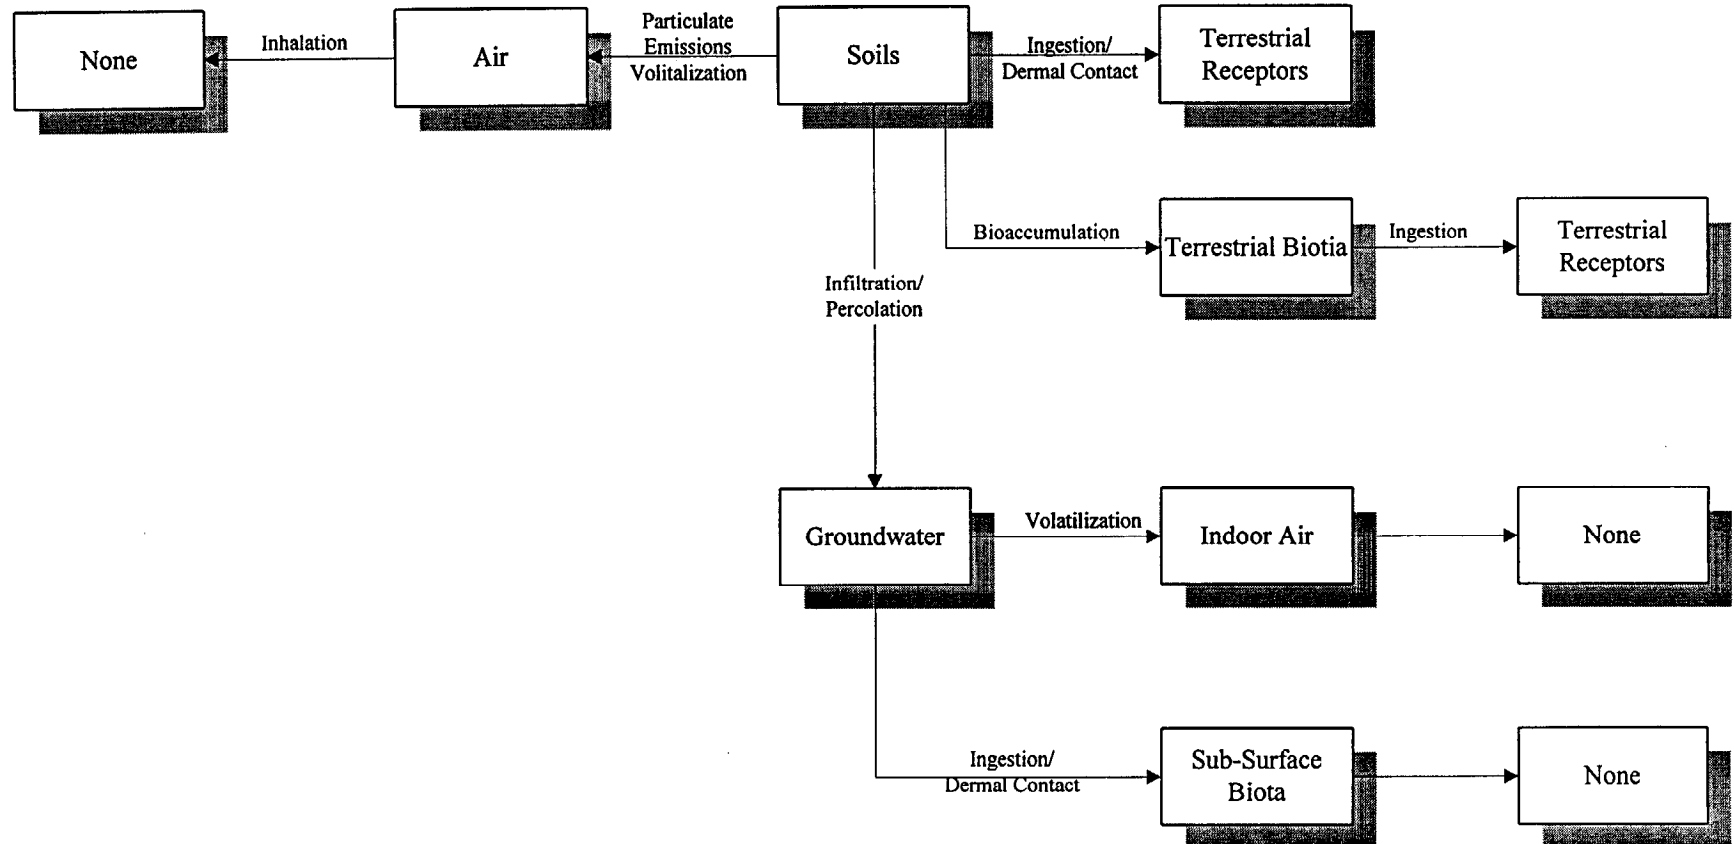 None
Inhalation
Air
Particulate
Emissions
Volitalization
Soils
Ingestion/
Dermal Contact
Terrestrial
Receptors
Bioaccumulation
Terrestrial Biotia
Ingestion
Terrestrial
Receptors
Infiltration/
Percolation
Groundwater
Volatilization
Indoor Air
None
Ingestion/
Dermal Contact
Sub-Surface
Biota
None